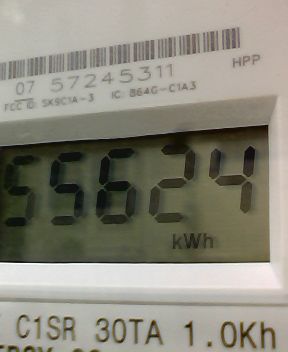 HPP
07 57245311
FCC ID: SK9C1A-3 IC: 864G-C1A3
55624
kWh
C1SR 30TA 1.0Kh